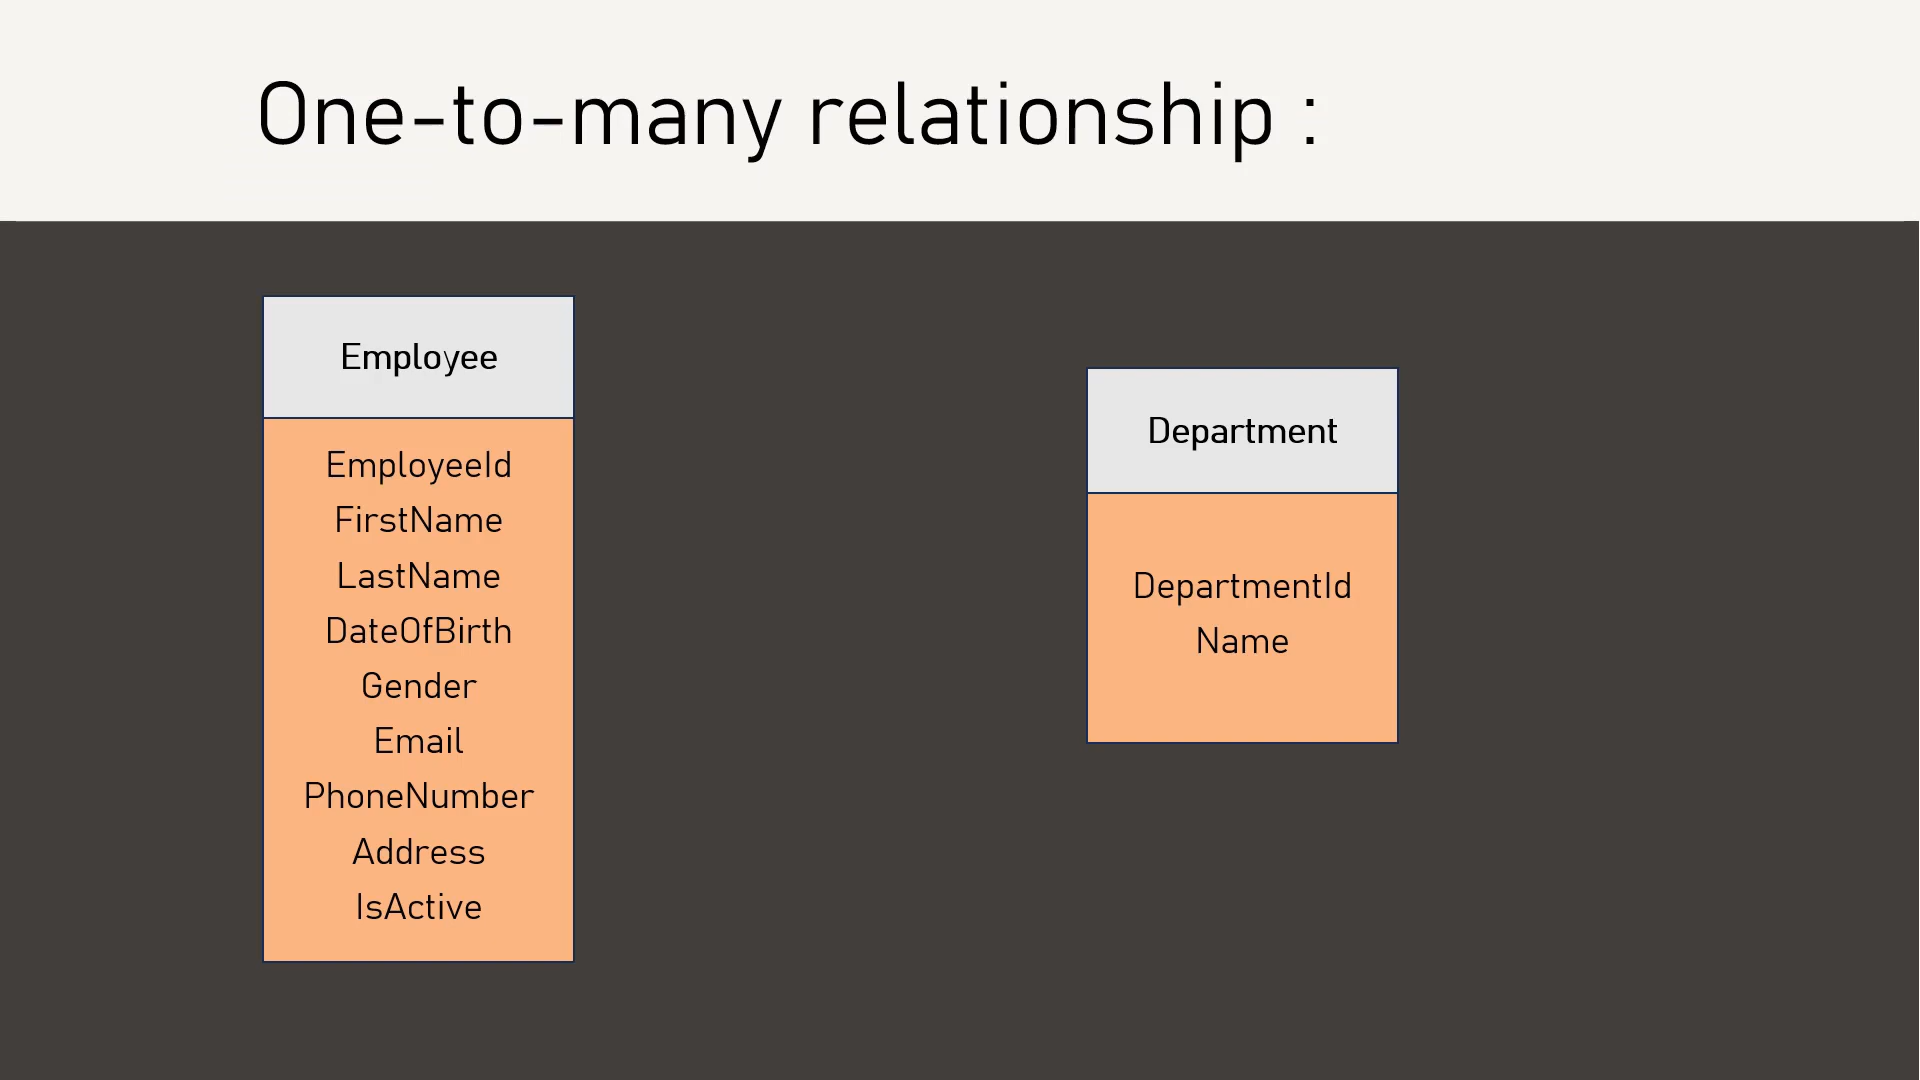 One-to-many relationship :
Employee
EmployeeId
FirstName
LastName
DateOfBirth
Gender
Email
PhoneNumber
Address
IsActive
Department
DepartmentId
Name